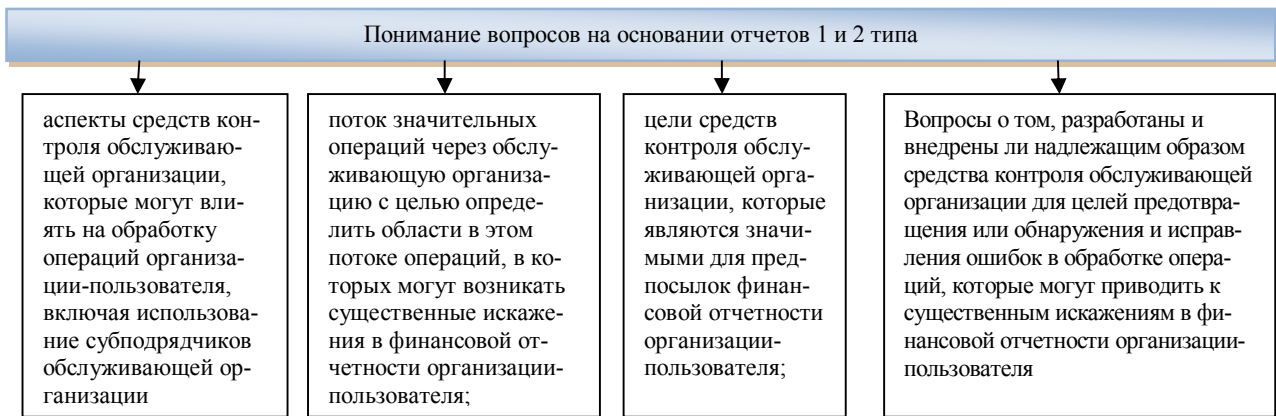 Понимание вопросов на основании отчетов 1 и 2 типа
аспекты средств кон-
троля обслуживаю-
щей организации,
которые могут вли-
ять на обработку
операций организа-
ции-пользователя,
включая использова-
ние субподрядчиков
обслуживающей ор-
ганизации
поток значительных
операций через обслу-
живающую организа-
цию с целью опреде-
лить области в этом
потоке операций, в ко-
торых могут возникать
существенные искаже-
ния в финансовой от-
четности организации-
пользователя;
цели средств
контроля обслу-
живающей орга-
низации, которые
являются значи-
мыми для пред-
посылок финан-
совой отчетности
организации-
пользователя;
Вопросы о том, разработаны и
внедрены ли надлежащим образом
средства контроля обслуживающей
организации для целей предотвра-
щения или обнаружения и исправ-
ления ошибок в обработке опера-
ций, которые могут приводить к
существенным искажениям в фи-
нансовой отчетности организации-
пользователя